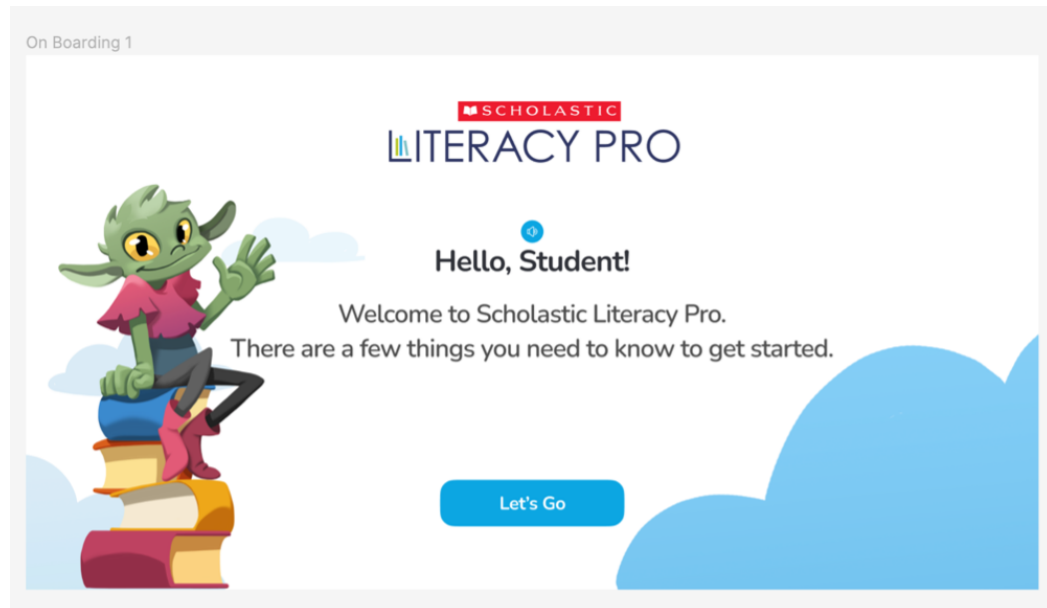 On Boarding 1
SCHOLASTIC
LITERACY PRO
Hello, Student!
Welcome to Scholastic Literacy Pro.
There are a few things you need to know to get started.
Let's Go